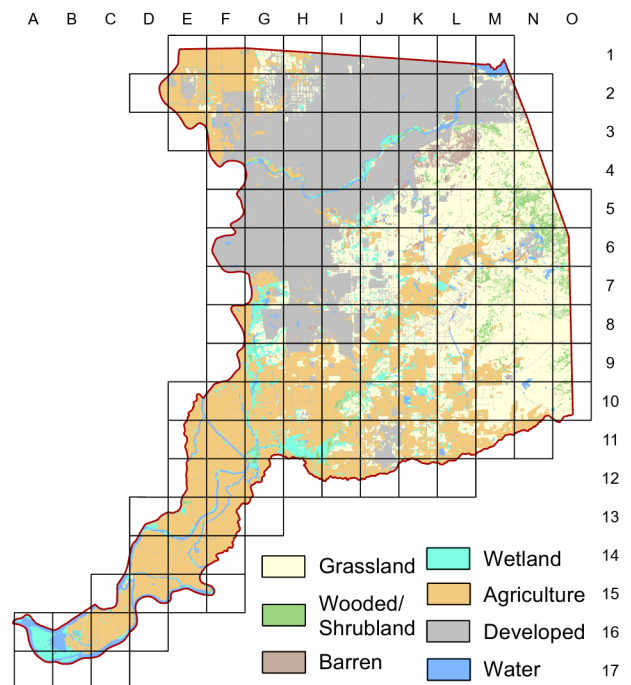 A B C D E F G H I J K L M N O
1
2
3
4
5
6
7
8
9
10
11
12
13
14
15
16
17
Grassland
Wooded/
Shrubland
Barren
Wetland
Agriculture
Developed
Water